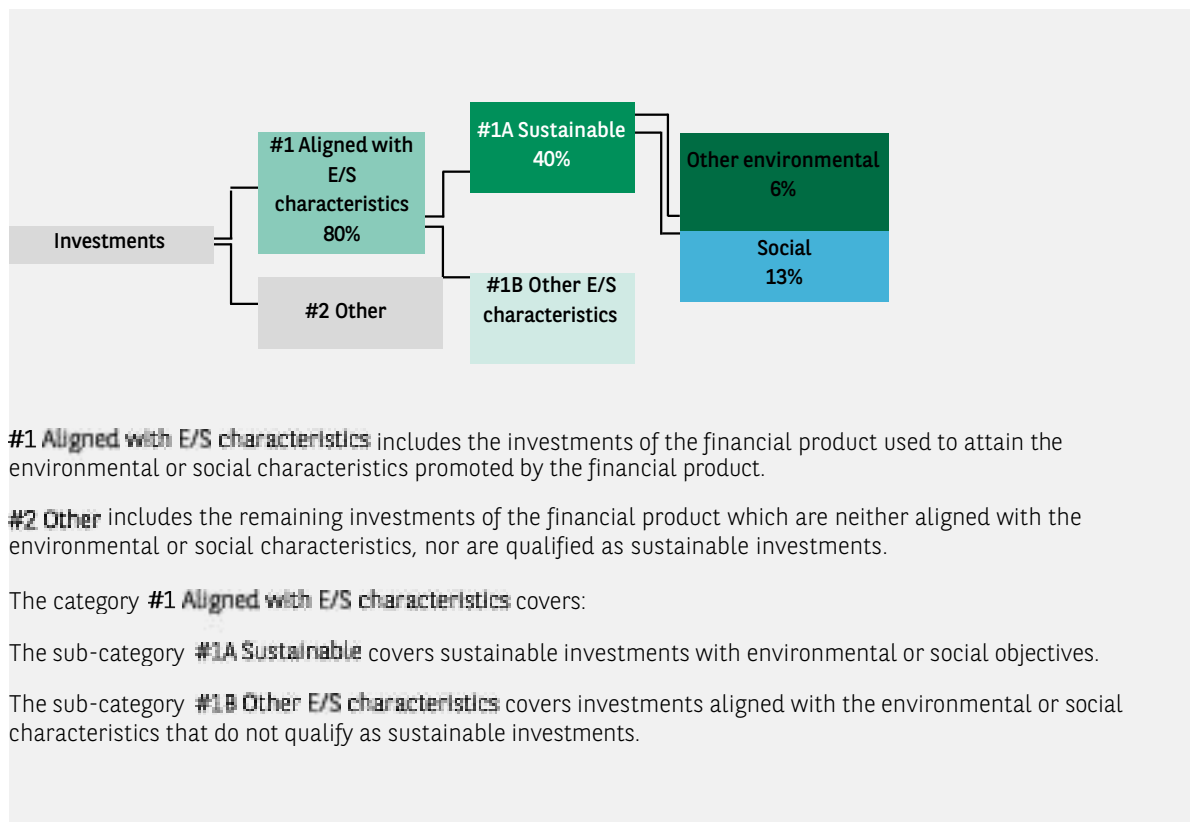 #1A Sustainable
40%
#1 Aligned with
E/S
characteristics
80%
Other environmental
6%
Investments
Social
13%
#1B Other E/S
characteristics
#2 Other
#1 Aligned with E/S characteristics includes the investments of the financial product used to attain the
environmental or social characteristics promoted by the financial product.
#2 Other includes the remaining investments of the financial product which are neither aligned with the
environmental or social characteristics, nor are qualified as sustainable investments.
The category #1 Aligned with E/S characteristics covers:
The sub-category #1A Sustainable covers sustainable investments with environmental or social objectives.
The sub-category #1B Other E/S characteristics covers investments aligned with the environmental or social
characteristics that do not qualify as sustainable investments.